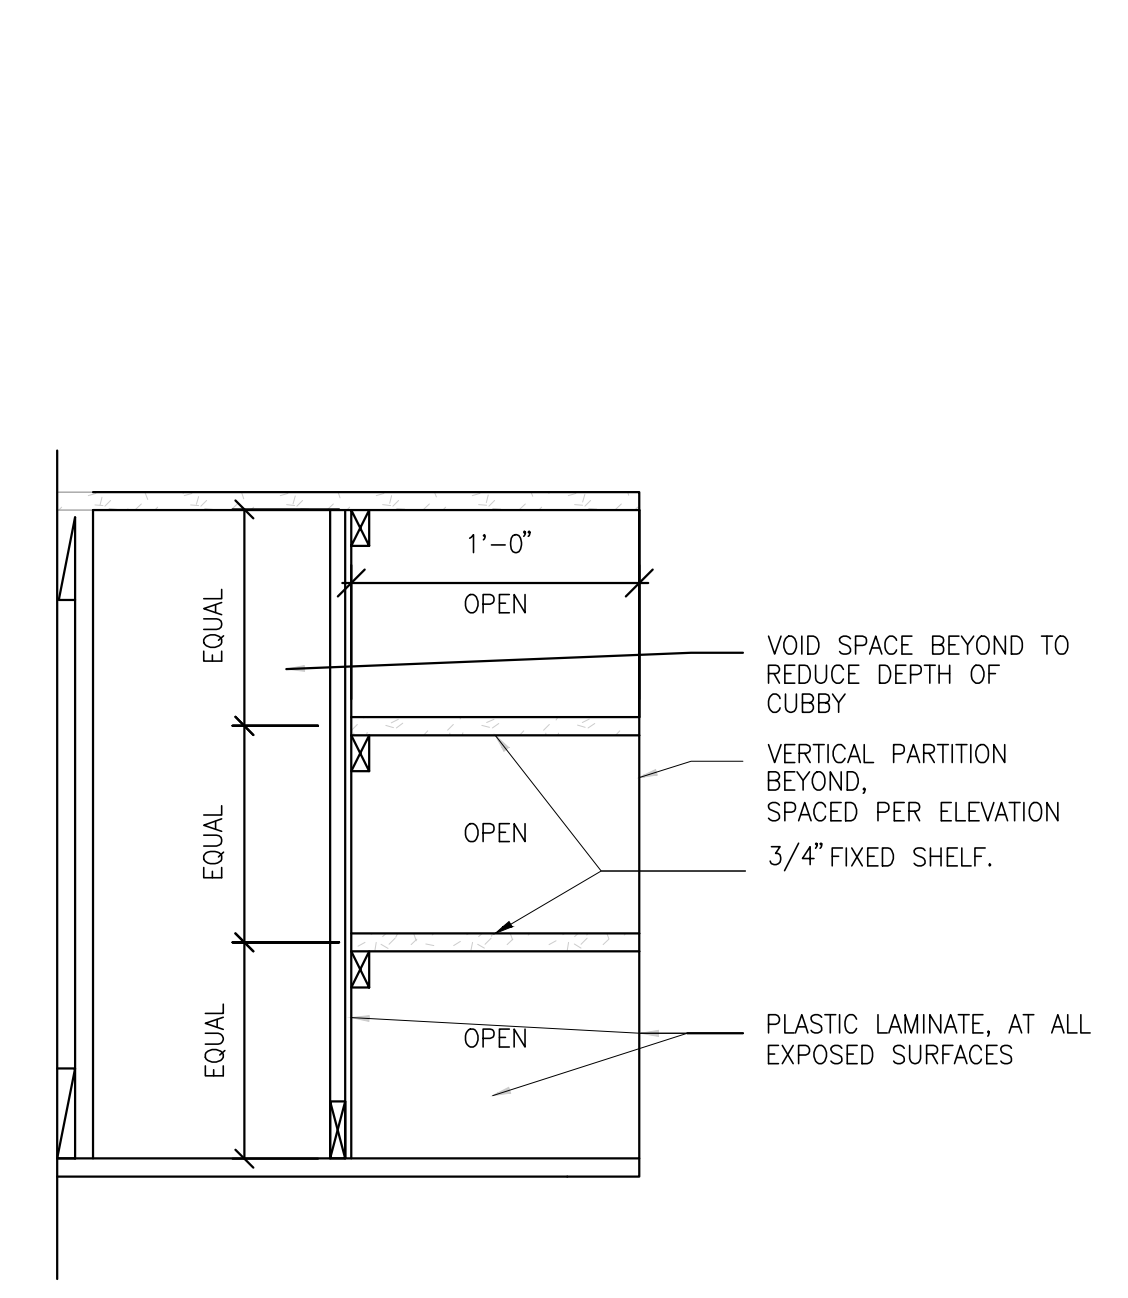 1'-0"
OPEN
EQUAL
VOID SPACE BEYOND TO
REDUCE DEPTH OF
CUBBY
VERTICAL PARTITION
BEYOND,
SPACED PER ELEVATION
3/4" FIXED SHELF.
OPEN
EQUAL
OPEN
EQUAL
PLASTIC LAMINATE, AT ALL
EXPOSED SURFACES